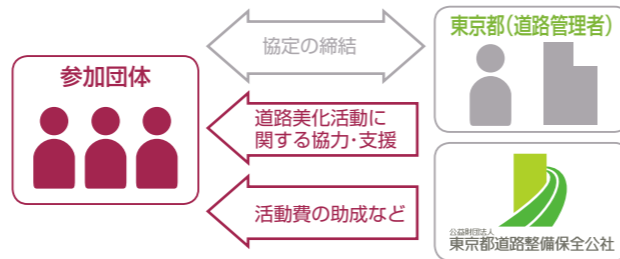 協定の締結
東京都(道路管理者)
参加団体
道路美化活動に
関する協力・支援
活動費の助成など
公益財団法人
東京都道路整備保全公社